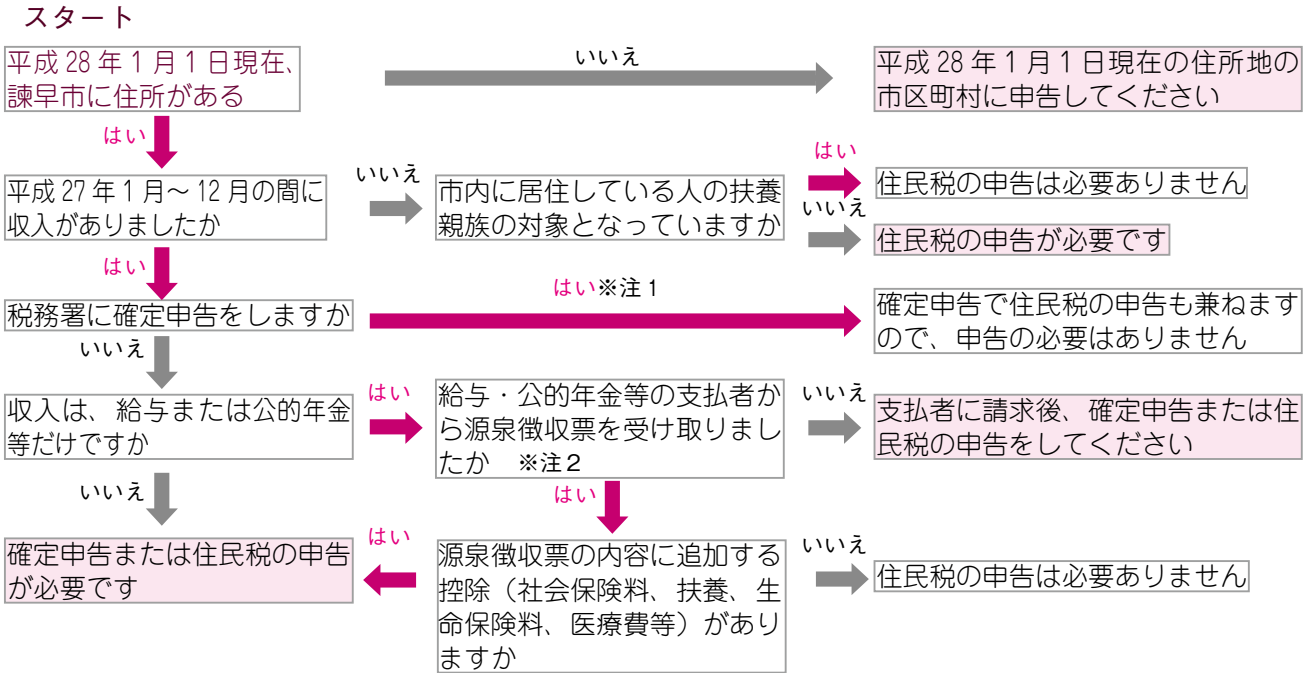 スタート
平成 28 年 1 月 1 日現在、
諫早市に住所がある
いいえ
平成 28 年 1 月 1 日現在の住所地の
市区町村に申告してください
はい
平成 27 年 1 月~ 12 月の間に
収入がありましたか
いいえ
市内に居住している人の扶養
親族の対象となっていますか
はい
住民税の申告は必要ありません
いいえ
住民税の申告が必要です
はい
税務署に確定申告をしますか
はい※注1
確定申告で住民税の申告も兼ねます
ので、申告の必要はありません
いいえ
収入は、給与または公的年金
等だけですか
はい
給与・公的年金等の支払者か
ら源泉徴収票を受け取りまし
たか ※注2
いいえ
支払者に請求後、確定申告または住
民税の申告をしてください
いいえ
はい
確定申告または住民税の申告
が必要です
はい
源泉徴収票の内容に追加する
控除(社会保険料、扶養、生
命保険料、医療費等)があり
ますか
いいえ
住民税の申告は必要ありません